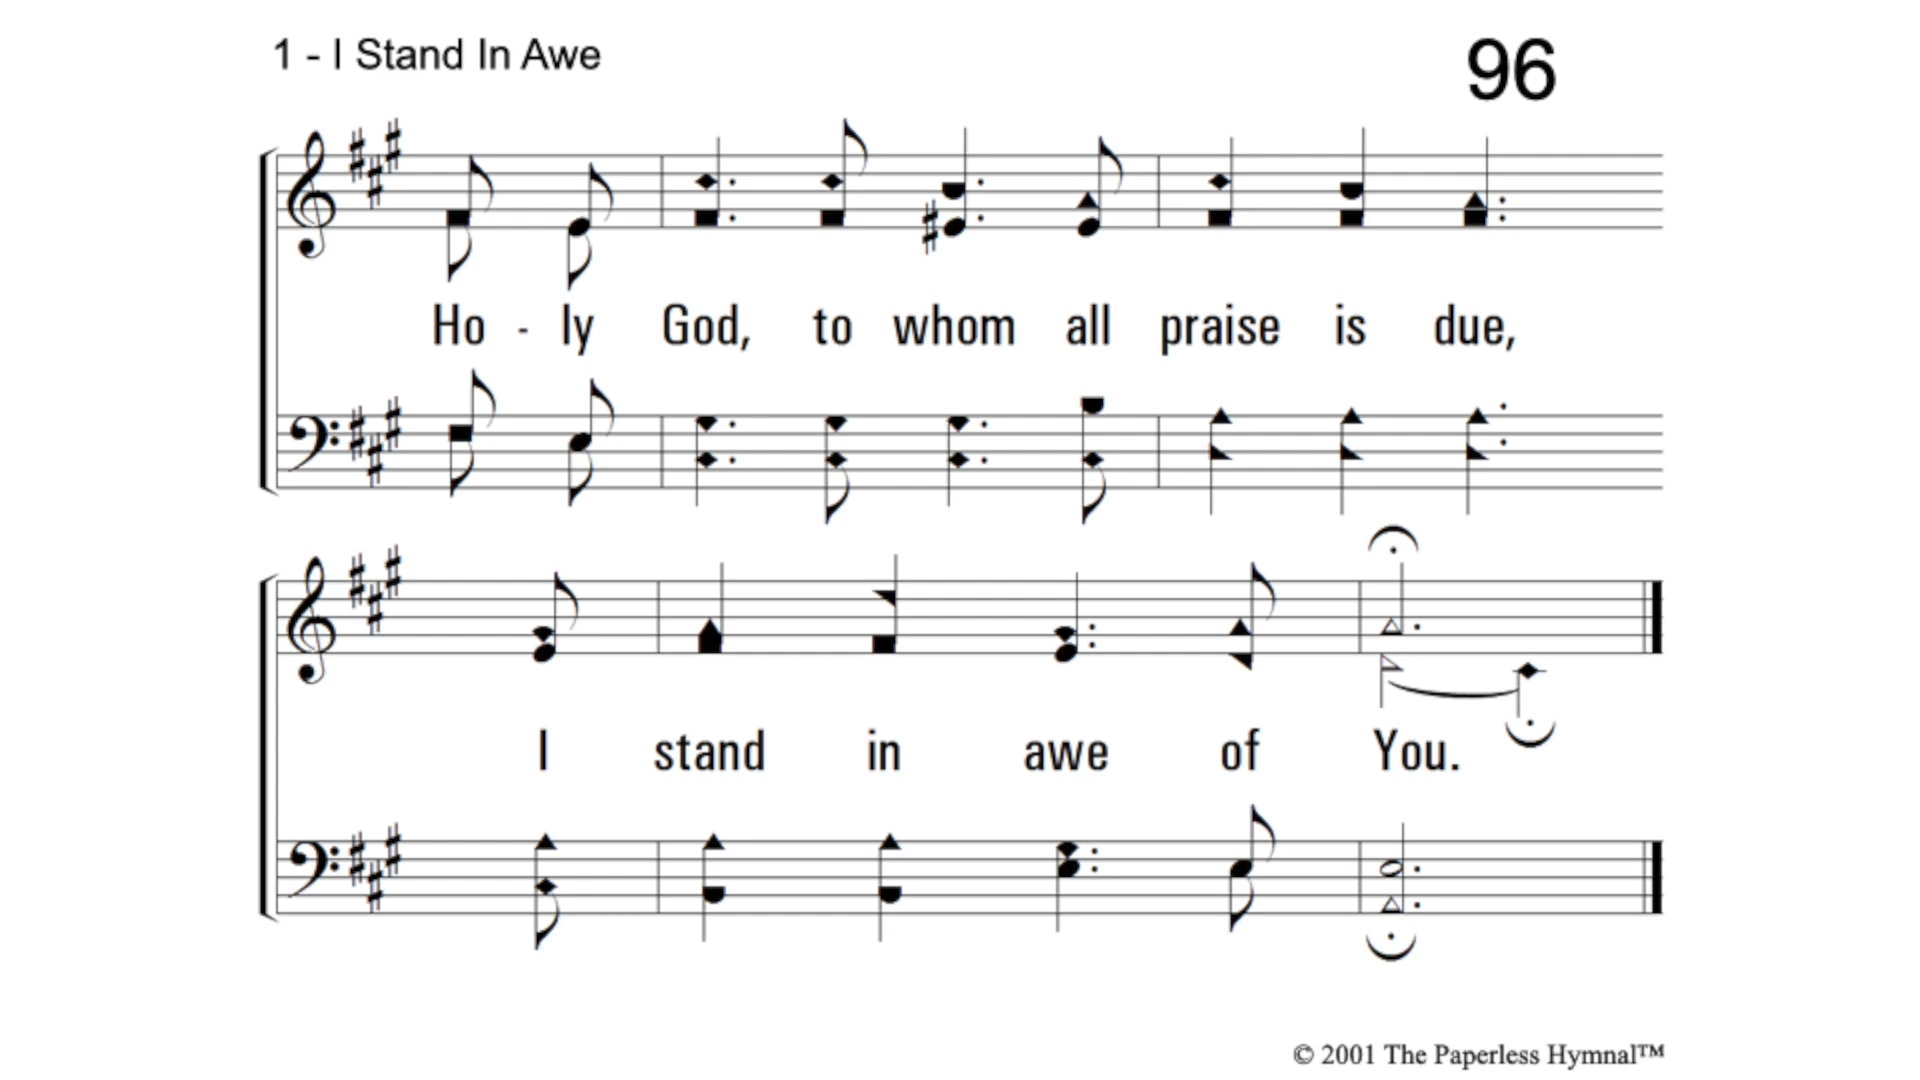 1 - I Stand In Awe
96
Ho - ly God, to whom all praise is due,
I stand in awe of You.
© 2001 The Paperless Hymnal™